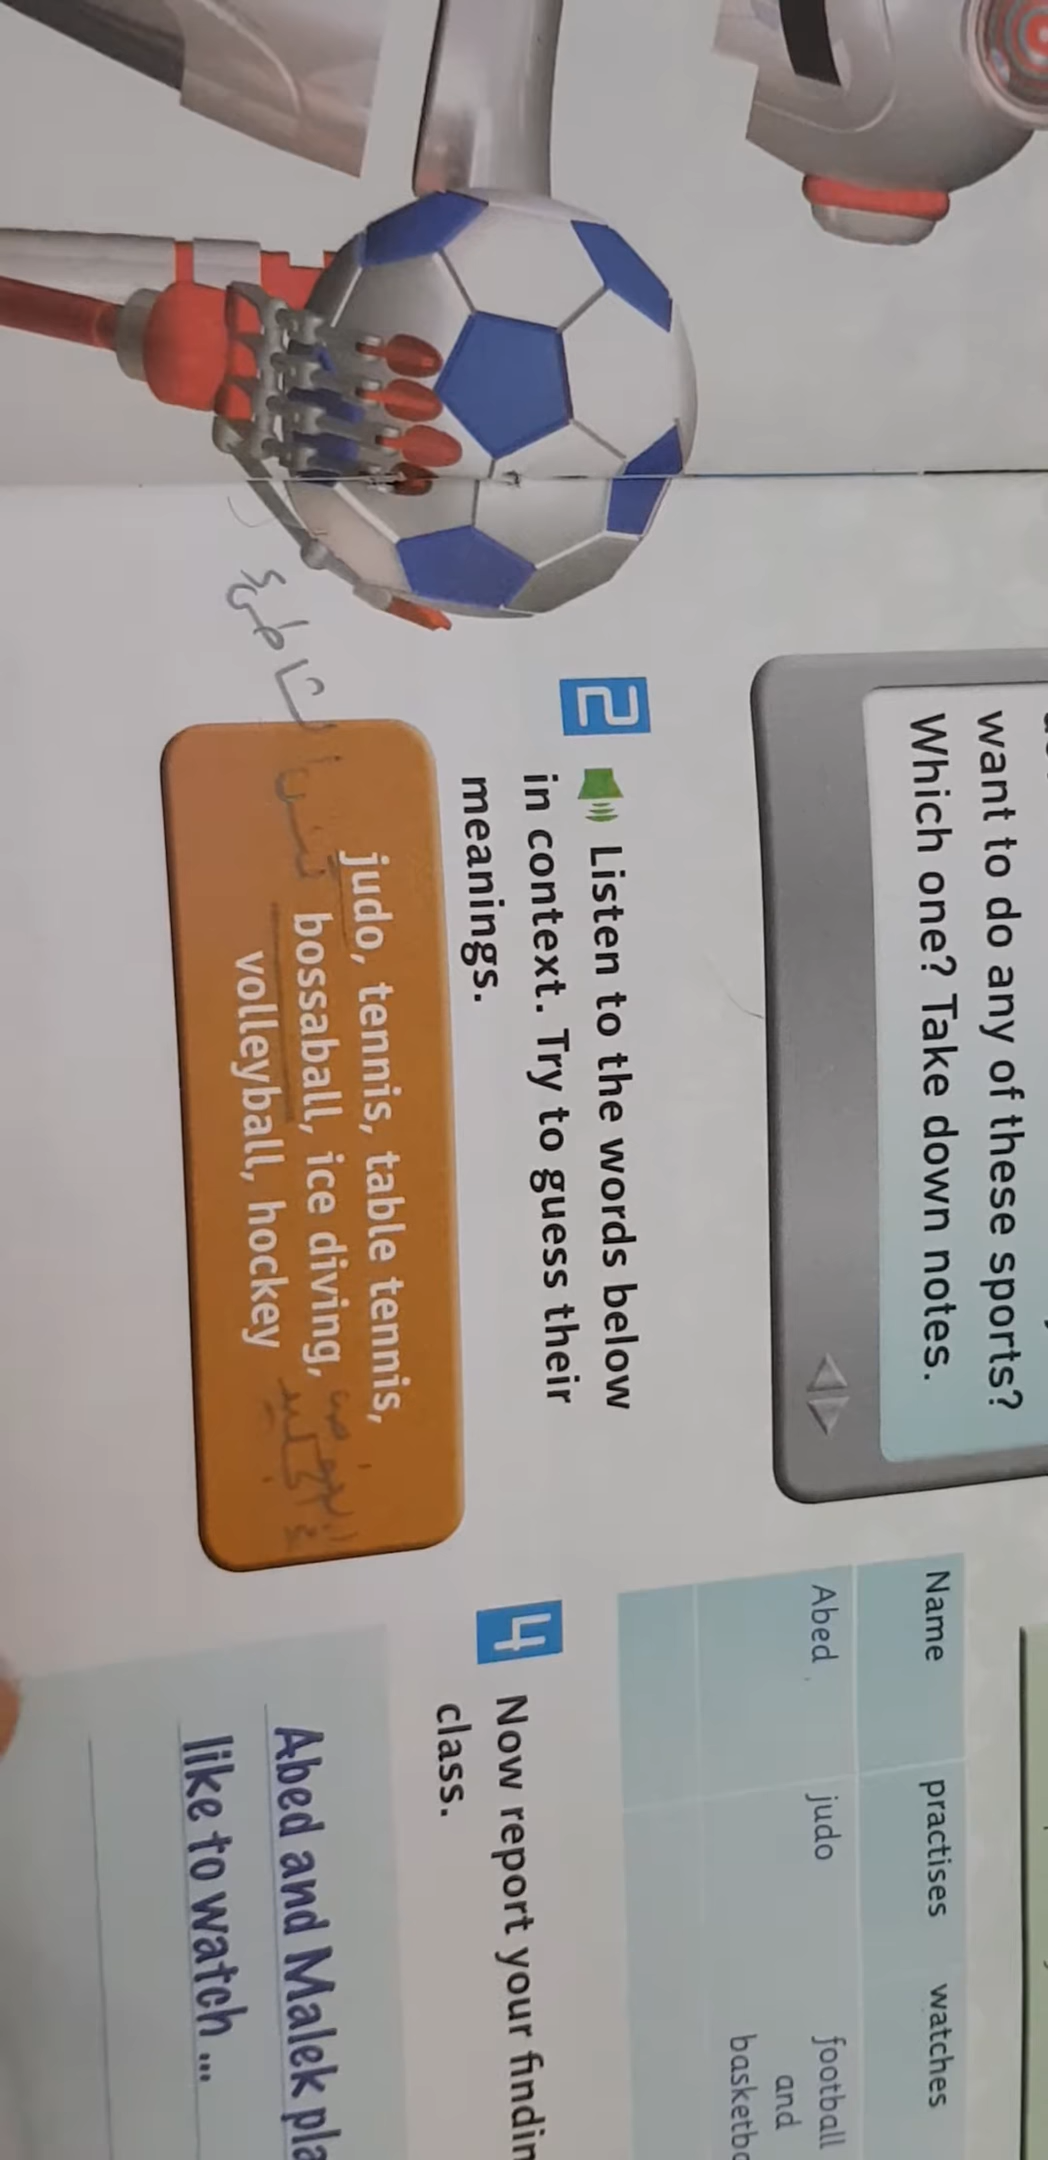 want to do any of these sports?
Which one? Take down notes.
2 Listen to the words below
in context. Try to guess their
meanings.
judo, tennis, table tennis,
bossaball, ice diving,
volleyball, hockey
Name practises watches
Abed judo football
and
4 Now report your
class.
Abed and Malek
like to watch ...